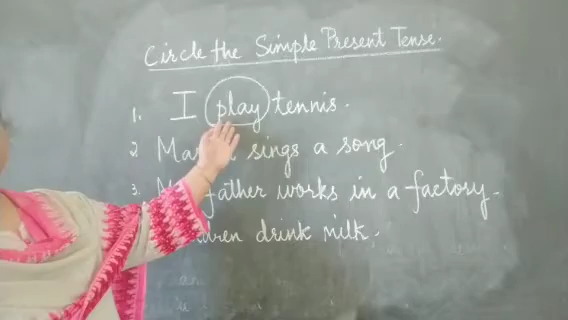 Circle the Simple Present Tense.
1. I play tennis.
2. sings a song.
3. father works in a factory.
drink milk.